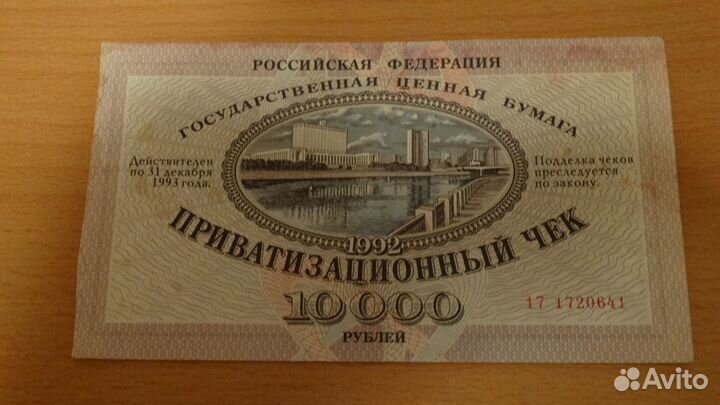 РОССИЙСКАЯ ФЕДЕРАЦИЯ
ГОСУДАРСТВЕННАЯ ЦЕННАЯ БУМАГА
Действителен
по 31 декабря
1993 года.
Подделка чеков
преследуется
по закону.
1992
ПРИВАТИЗАЦИОННЫЙ ЧЕК
10000
РУБЛЕЙ
17 1720641
Avito